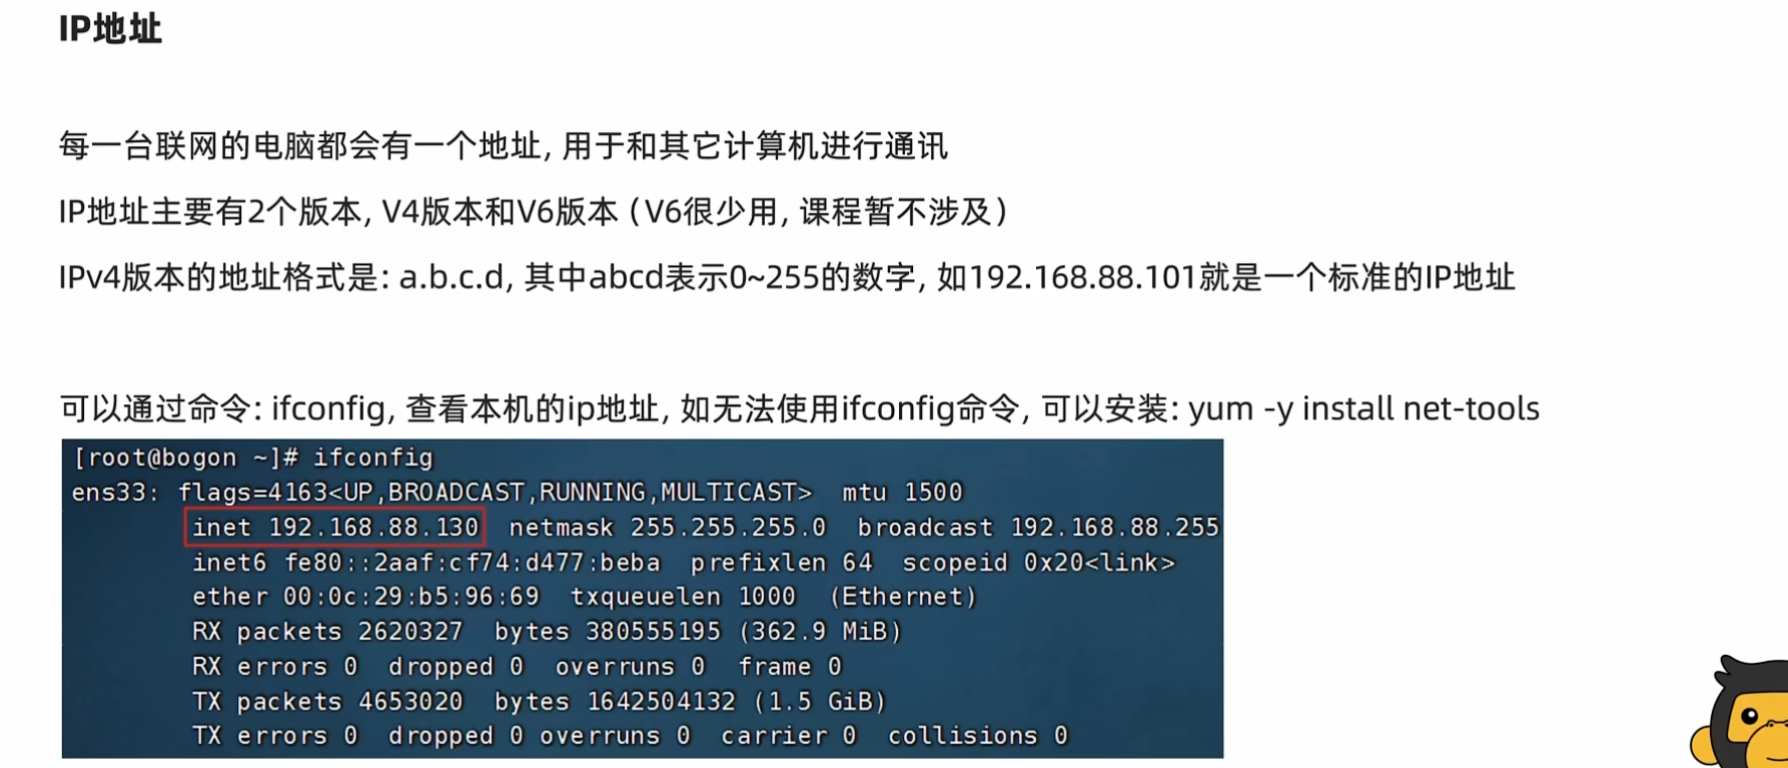 IP地址
每一台联网的电脑都会有一个地址, 用于和其它计算机进行通讯
IP地址主要有2个版本, V4版本和V6版本 (V6很少用, 课程暂不涉及)
IPv4版本的地址格式是: a.b.c.d, 其中abcd表示0~255的数字, 如192.168.88.101就是一个标准的IP地址
可以通过命令: ifconfig, 查看本机的ip地址, 如无法使用ifconfig命令, 可以安装: yum -y install net-tools
[root@bogon ~]# ifconfig
ens33: flags=4163<UP,BROADCAST,RUNNING,MULTICAST>  mtu 1500
inet 192.168.88.130  netmask 255.255.255.0  broadcast 192.168.88.255
inet6 fe80::2aaf:cf74:d477:beba  prefixlen 64  scopeid 0x20<link>
ether 00:0c:29:b5:96:69  txqueuelen 1000  (Ethernet)
RX packets 2620327  bytes 380555195 (362.9 MiB)
RX errors 0  dropped 0  overruns 0  frame 0
TX packets 4653020  bytes 1642504132 (1.5 GiB)
TX errors 0  dropped 0 overruns 0  carrier 0  collisions 0